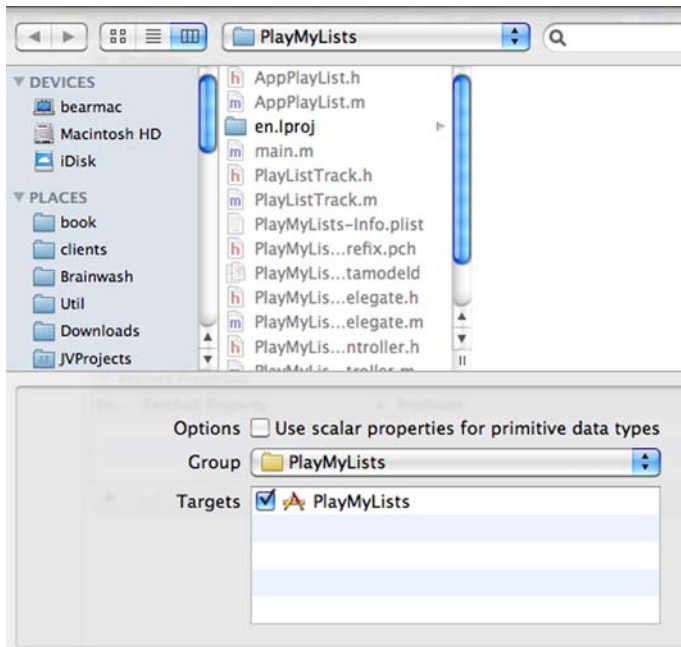 PlayMyLists
DEVICES
bearmac
Macintosh HD
iDisk
PLACES
book
clients
Brainwash
Util
Downloads
JVProjects
AppPlayList.h
AppPlayList.m
en.lproj
main.m
PlayListTrack.h
PlayListTrack.m
PlayMyLists-Info.plist
PlayMyLis...refix.pch
PlayMyLis...tamodeld
PlayMyLis...elegate.h
PlayMyLis...elegate.m
PlayMyLis...ntroller.h
PlayMyLis...troller.m
Options Use scalar properties for primitive data types
Group PlayMyLists
Targets PlayMyLists